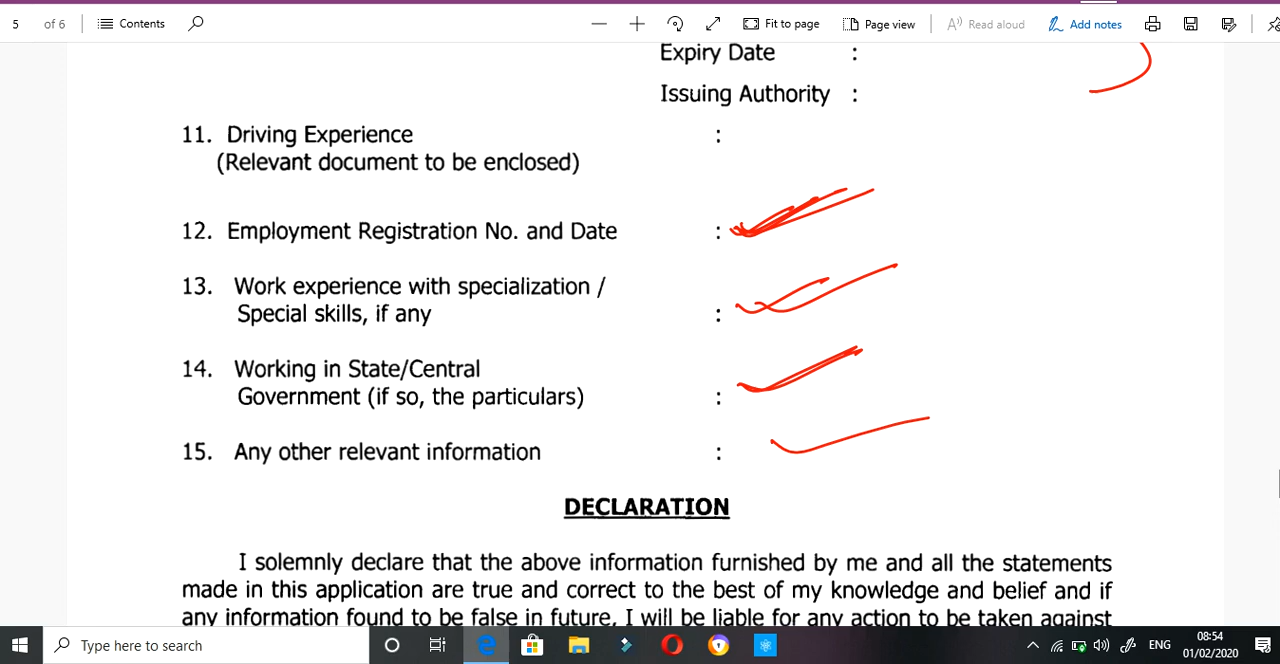 5 of 6 Contents Fit to page Page view Read aloud Add notes
Expiry Date :
Issuing Authority :
11. Driving Experience :
(Relevant document to be enclosed)
12. Employment Registration No. and Date :
13. Work experience with specialization /
Special skills, if any :
14. Working in State/Central
Government (if so, the particulars) :
15. Any other relevant information :
DECLARATION
I solemnly declare that the above information furnished by me and all the statements
made in this application are true and correct to the best of my knowledge and belief and if
any information found to be false in future, I will be liable for any action to be taken against
Type here to search ENG 08:54
01/02/2020